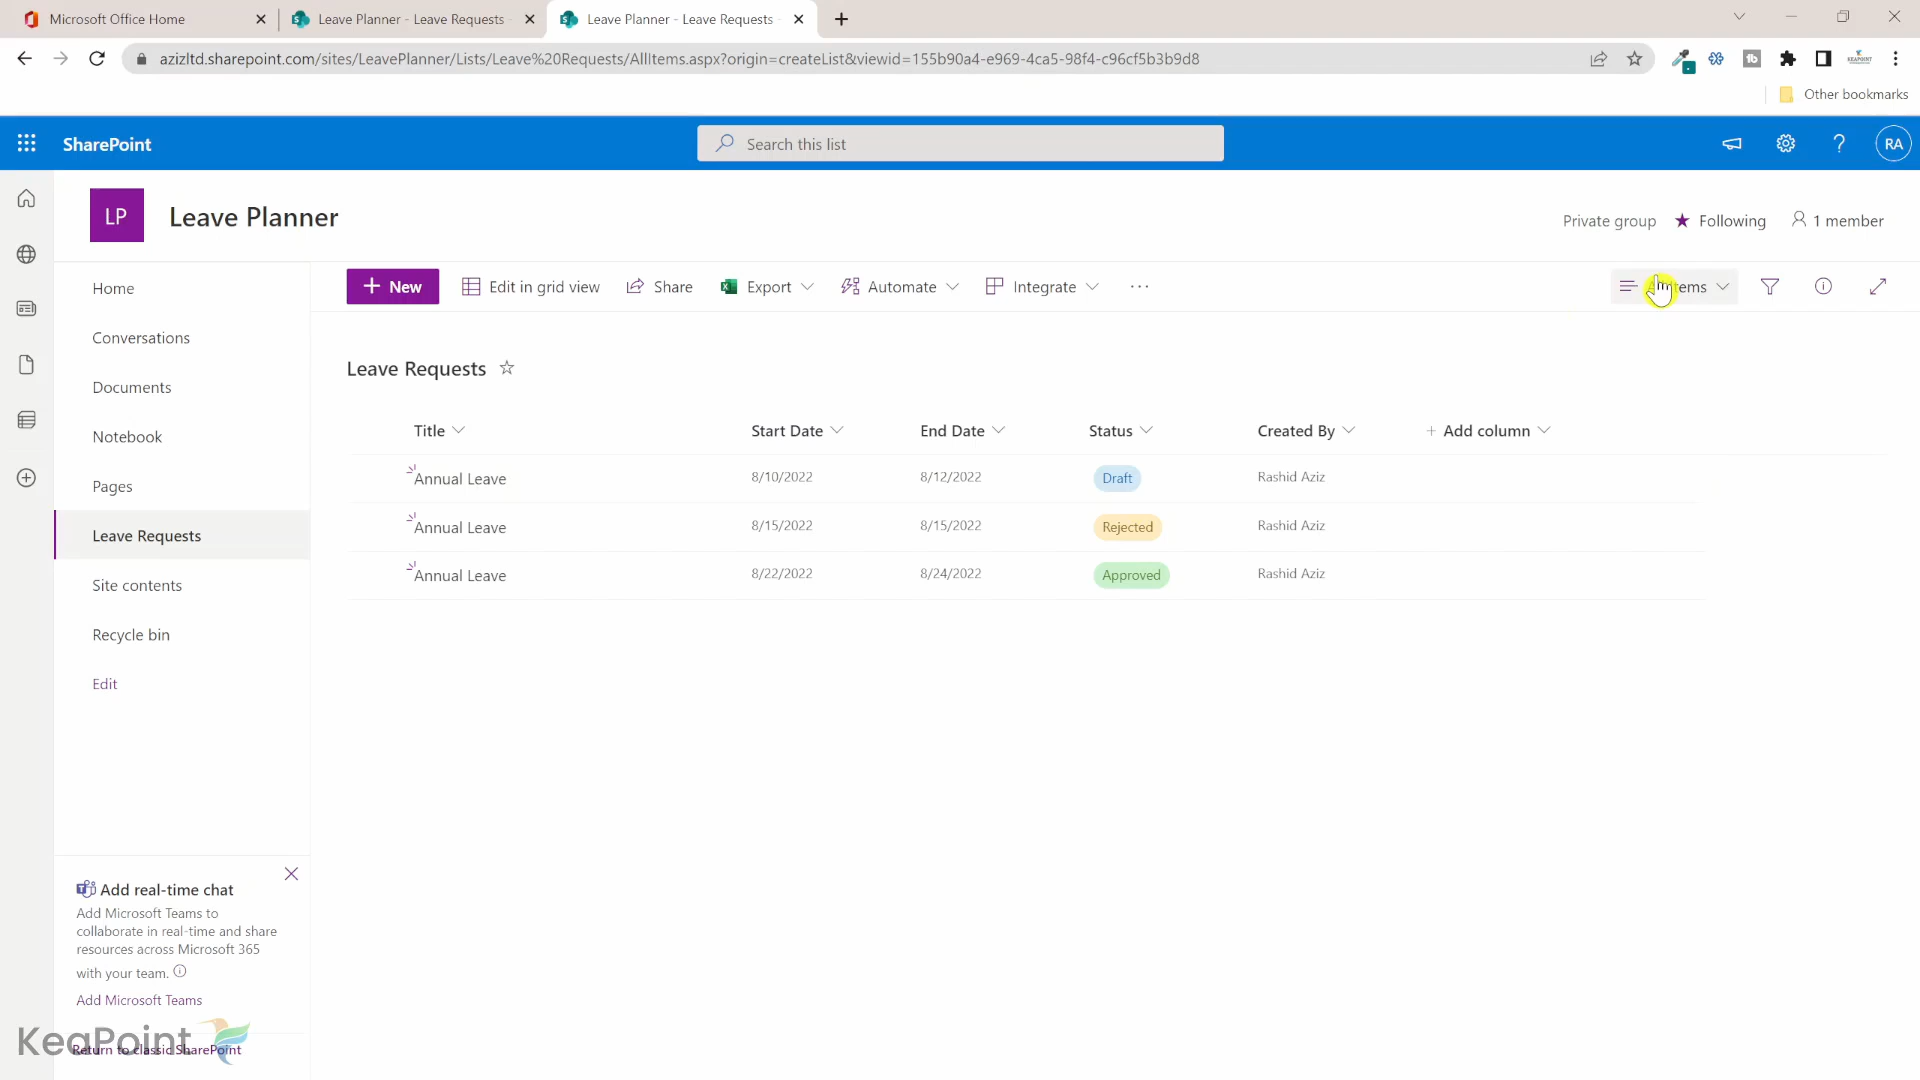 Microsoft Office Home
Leave Planner - Leave Requests
Leave Planner - Leave Requests
azizltd.sharepoint.com/sites/LeavePlanner/Lists/Leave%20Requests/AllItems.aspx?origin=createList&viewid=155b90a4-e969-4ca5-98f4-c96cf5b3b9d8
Other bookmarks
SharePoint
Search this list
RA
LP
Leave Planner
Private group
Following
1 member
Home
Conversations
Documents
Notebook
Pages
Leave Requests
Site contents
Recycle bin
Edit
New
Edit in grid view
Share
Export
Automate
Integrate
Leave Requests
Title Start Date End Date Status Created By Add column
Annual Leave 8/10/2022 8/12/2022 Draft Rashid Aziz
Annual Leave 8/15/2022 8/15/2022 Rejected Rashid Aziz
Annual Leave 8/22/2022 8/24/2022 Approved Rashid Aziz
Add real-time chat
Add Microsoft Teams to
collaborate in real-time and share
resources across Microsoft 365
with your team.
Add Microsoft Teams
KeaPoint
Return to classic SharePoint